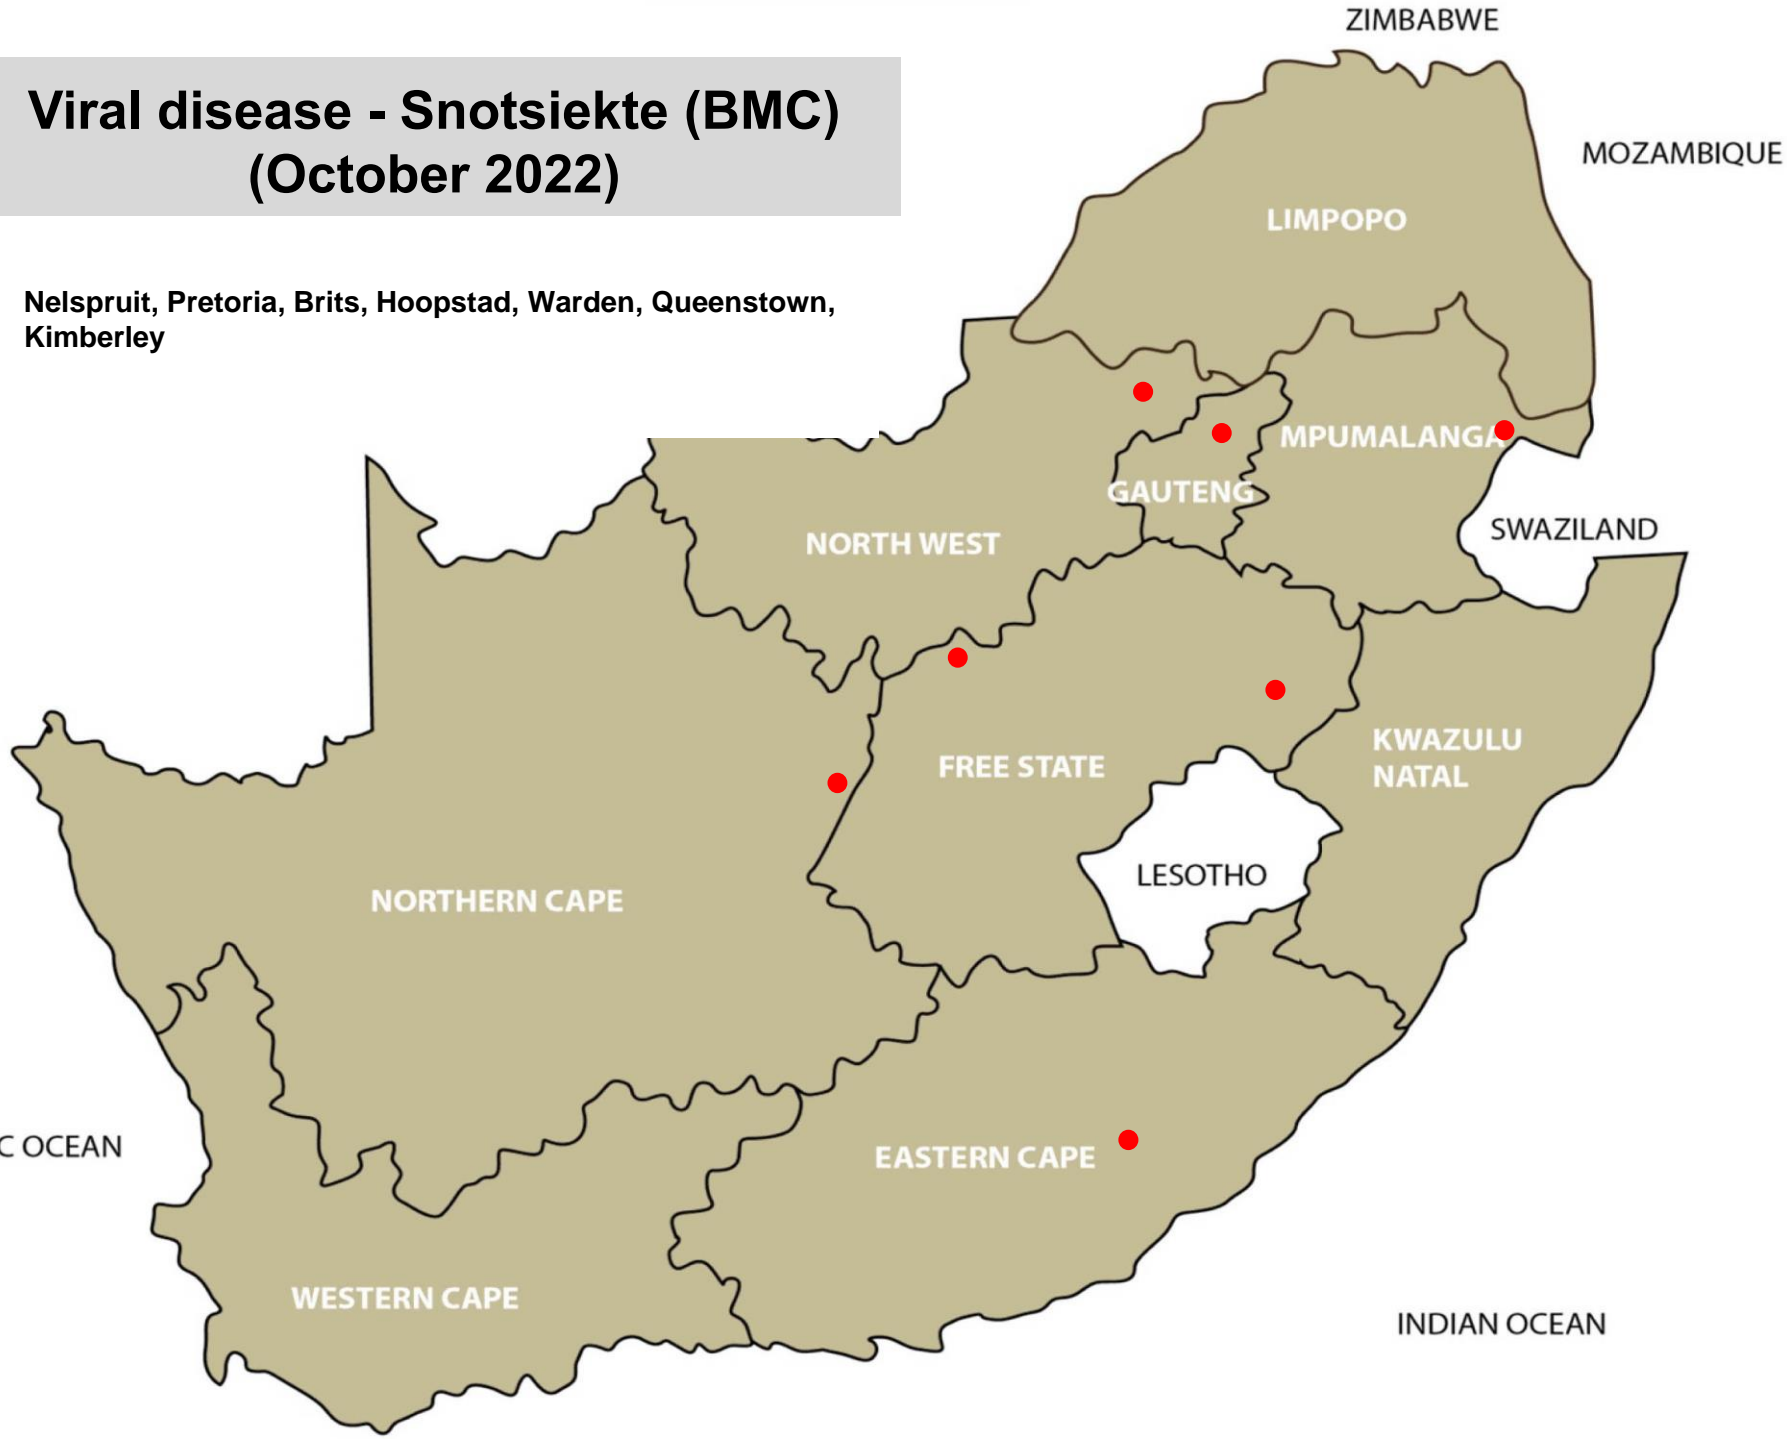 ZIMBABWE
Viral disease - Snotsiekte (BMC)
(October 2022)
MOZAMBIQUE
LIMPOPO
Nelspruit, Pretoria, Brits, Hoopstad, Warden, Queenstown,
Kimberley
MPUMALANGA
GAUTENG
NORTH WEST
SWAZILAND
KWAZULU
NATAL
FREE STATE
LESOTHO
NORTHERN CAPE
C OCEAN
EASTERN CAPE
WESTERN CAPE
INDIAN OCEAN